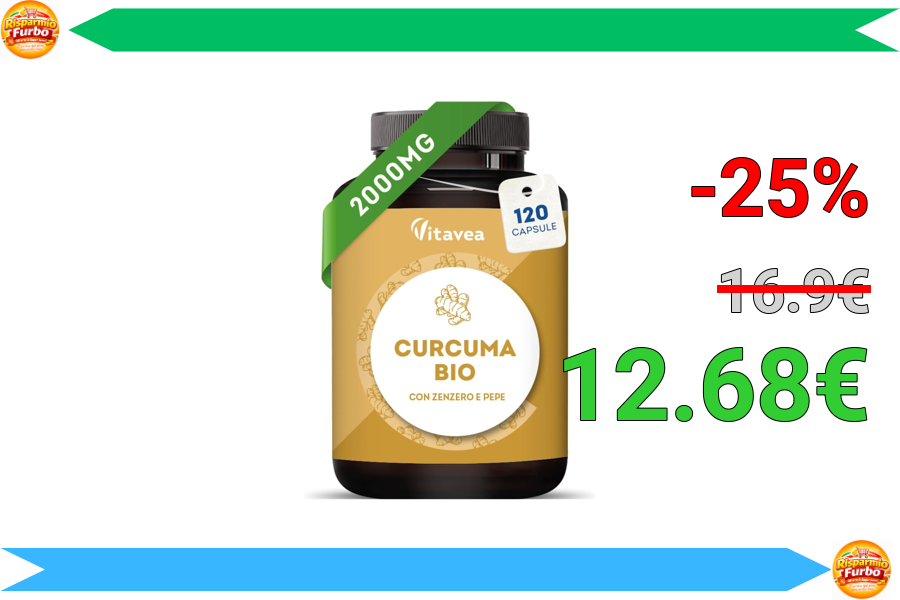 Risparmio
Furbo
2000MG
120
CAPSULE
Vitavea
CURCUMA
BIO
CON ZENZERO E PEPE
-25%
16.9€
12.68€
Risparmio
Furbo